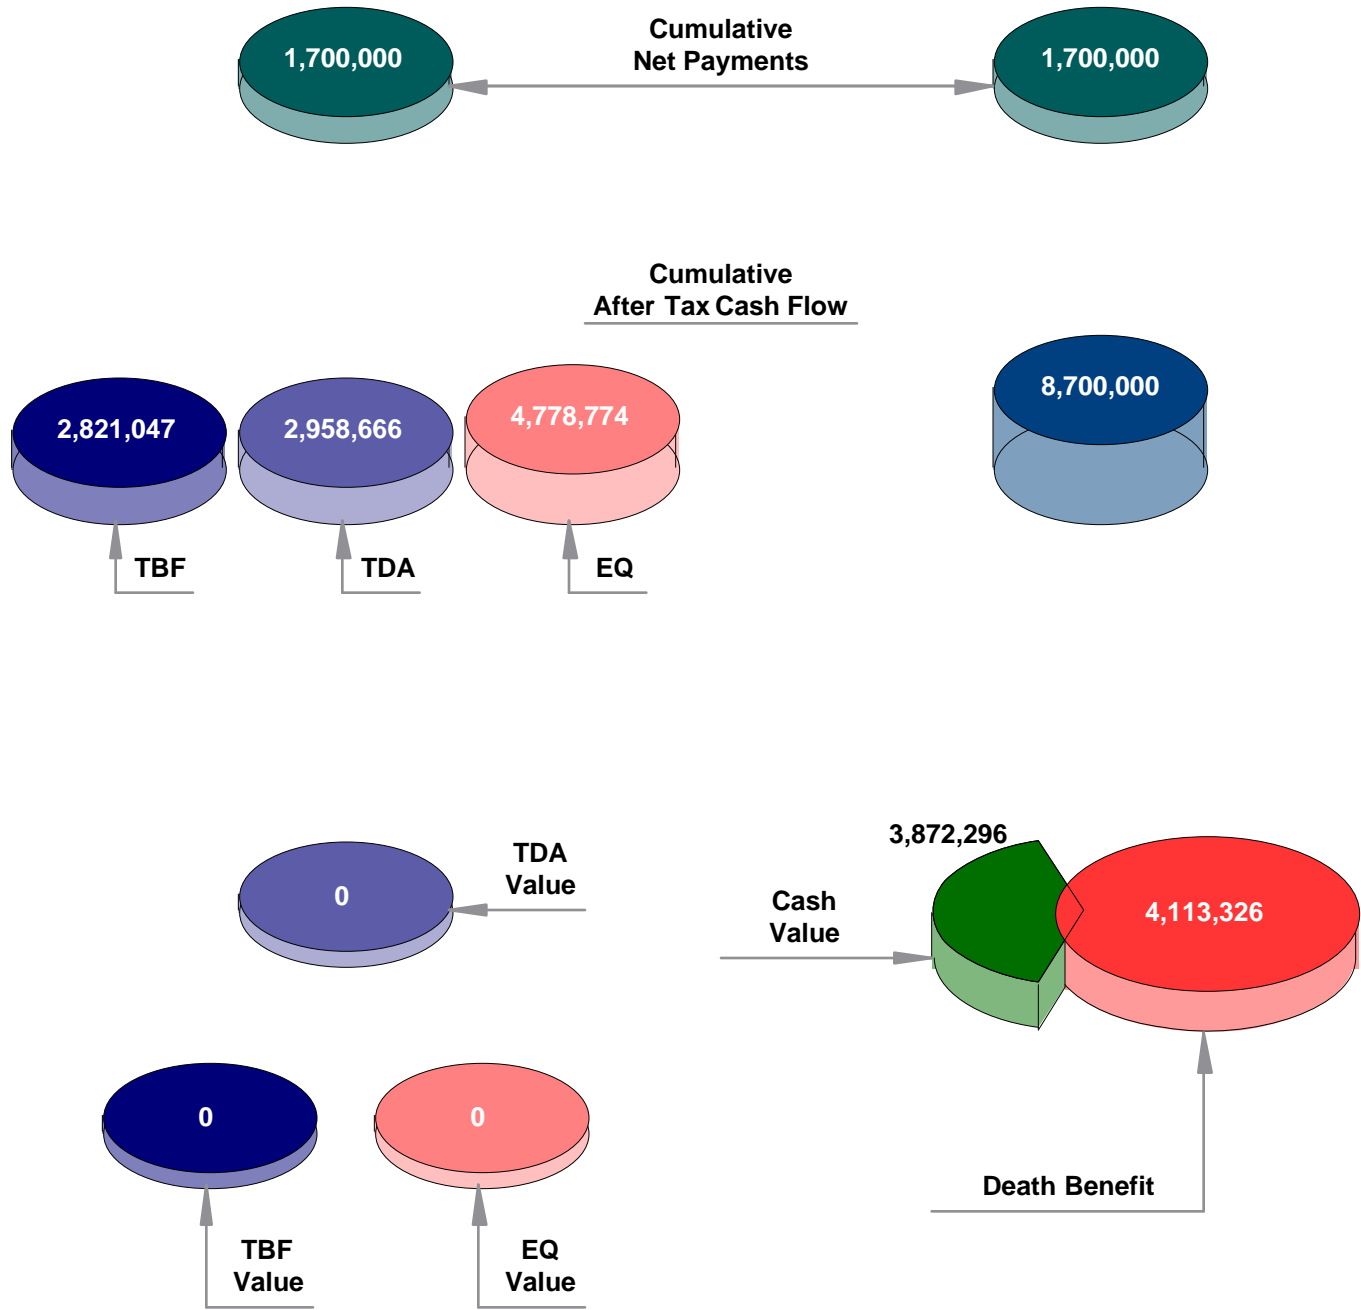 Cumulative
Net Payments
1,700,000
1,700,000
Cumulative
After Tax Cash Flow
2,821,047
2,958,666
4,778,774
8,700,000
TBF
TDA
EQ
TDA
Value
0
3,872,296
Cash
Value
4,113,326
0
0
Death Benefit
TBF
Value
EQ
Value